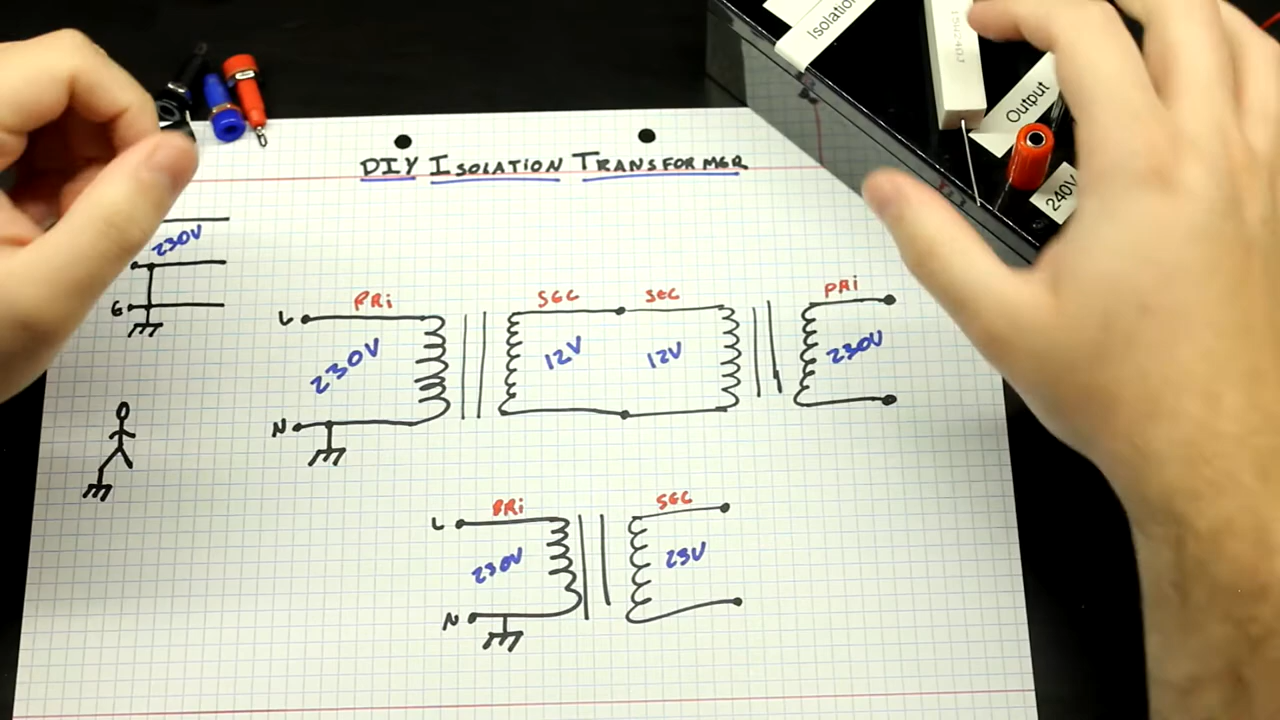 Isolation
Output
240V
DIY ISOLATION TRANSFORMER
230V
E
L PRI SEC SEC PRI
230V 12V 12V 230V
N
L PRI SEC
230V 23V
N